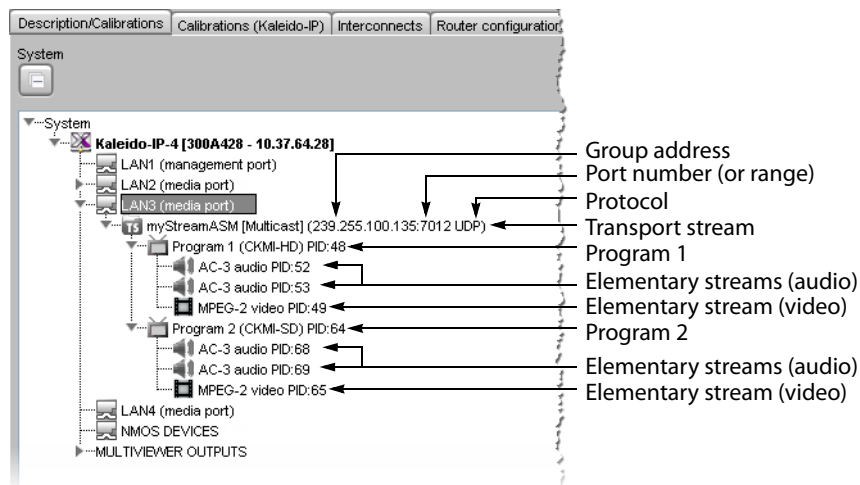 Description/Calibrations Calibrations (Kaleido-IP) Interconnects Router configuration
System
System
Kaleido-IP-4 [300A428 - 10.37.64.28]
LAN1 (management port)
LAN2 (media port)
LAN3 (media port)
TS myStreamASM [Multicast] (239.255.100.135:7012 UDP)
Program 1 (CKMI-HD) PID:48
AC-3 audio PID:52
AC-3 audio PID:53
MPEG-2 video PID:49
Program 2 (CKMI-SD) PID:64
AC-3 audio PID:68
AC-3 audio PID:69
MPEG-2 video PID:65
LAN4 (media port)
NMOS DEVICES
MULTIVIEWER OUTPUTS
Group address
Port number (or range)
Protocol
Transport stream
Program 1
Elementary streams (audio)
Elementary stream (video)
Program 2
Elementary streams (audio)
Elementary stream (video)